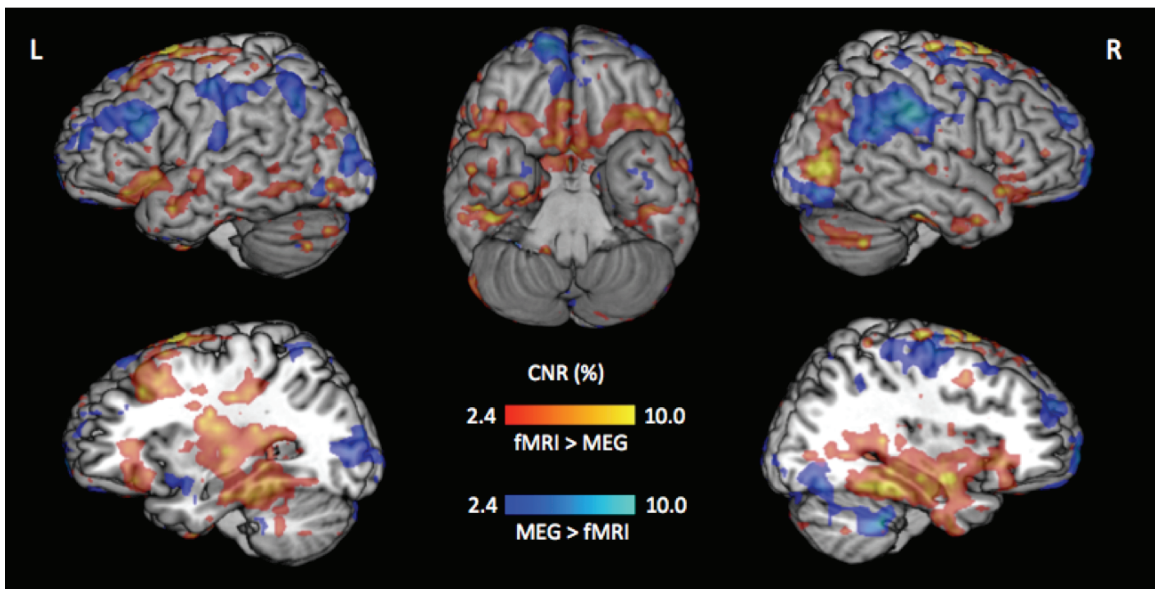 L
R
CNR (%)
2.4 10.0
fMRI > MEG
2.4 10.0
MEG > fMRI